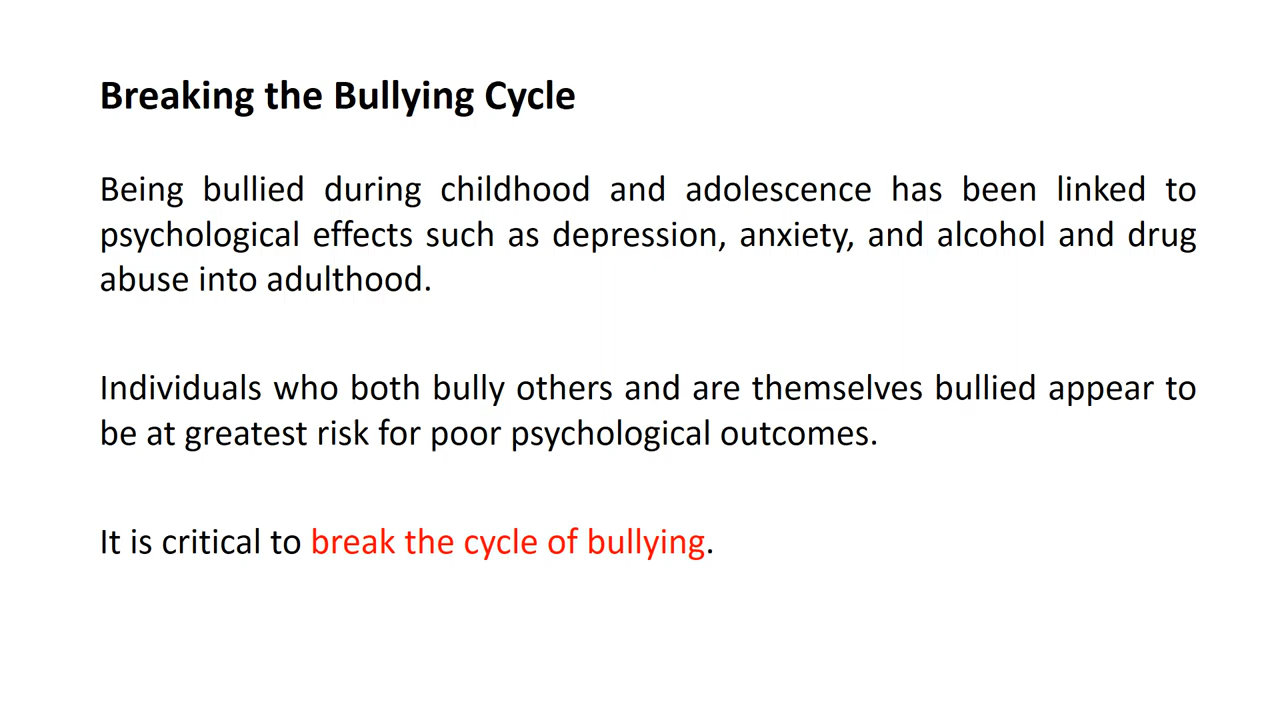 Breaking the Bullying Cycle
Being bullied during childhood and adolescence has been linked to
psychological effects such as depression, anxiety, and alcohol and drug
abuse into adulthood.
Individuals who both bully others and are themselves bullied appear to
be at greatest risk for poor psychological outcomes.
It is critical to break the cycle of bullying.